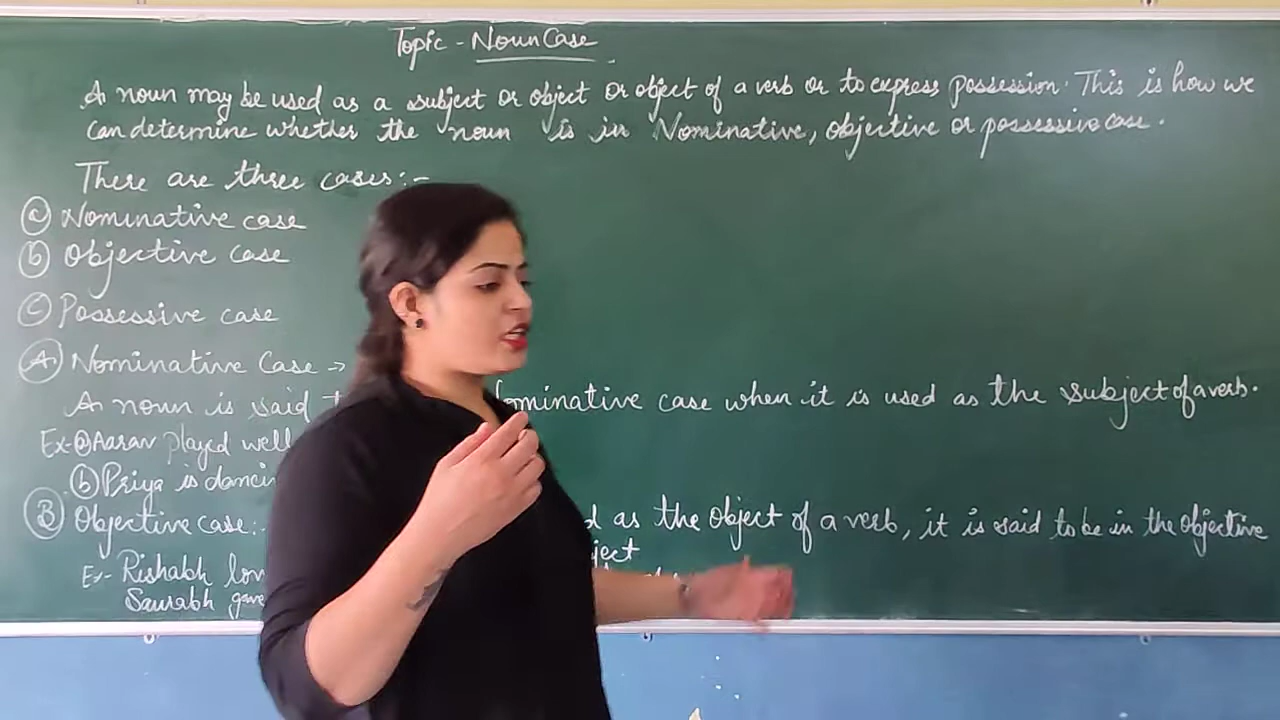 Topic - Noun Case
A noun may be used as a subject or object or object of a verb or to express possession. This is how we
can determine whether the noun is in Nominative, objective or possessive case.
There are three cases:-
(a) Nominative case
(b) Objective case
(c) Possessive case
(A) Nominative Case →
A noun is said Nominative case when it is used as the subject of a verb.
Ex- (a) Aarav played well
(b) Priya is dancin
(B) Objective case:- as the object of a verb, it is said to be in the objective
Ex- Rishabh
Saurabh gave